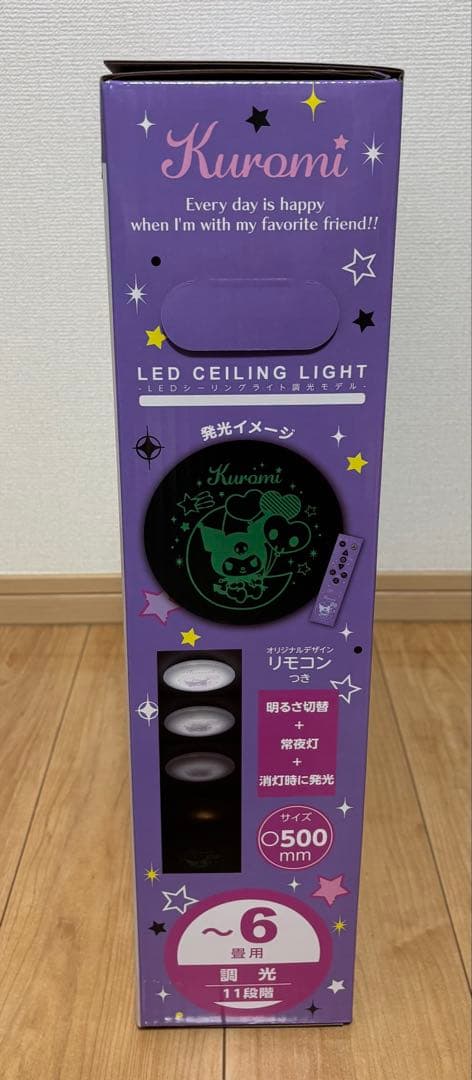 Kuromi
Every day is happy
when I'm with my favorite friend!!
LED CEILING LIGHT
-LEDシーリングライト調光モデル-
発光イメージ
Kuromi
オリジナルデザイン
リモコン
つき
明るさ切替
+
常夜灯
+
消灯時に発光
サイズ
○500
mm
～6
畳用
調光
11段階